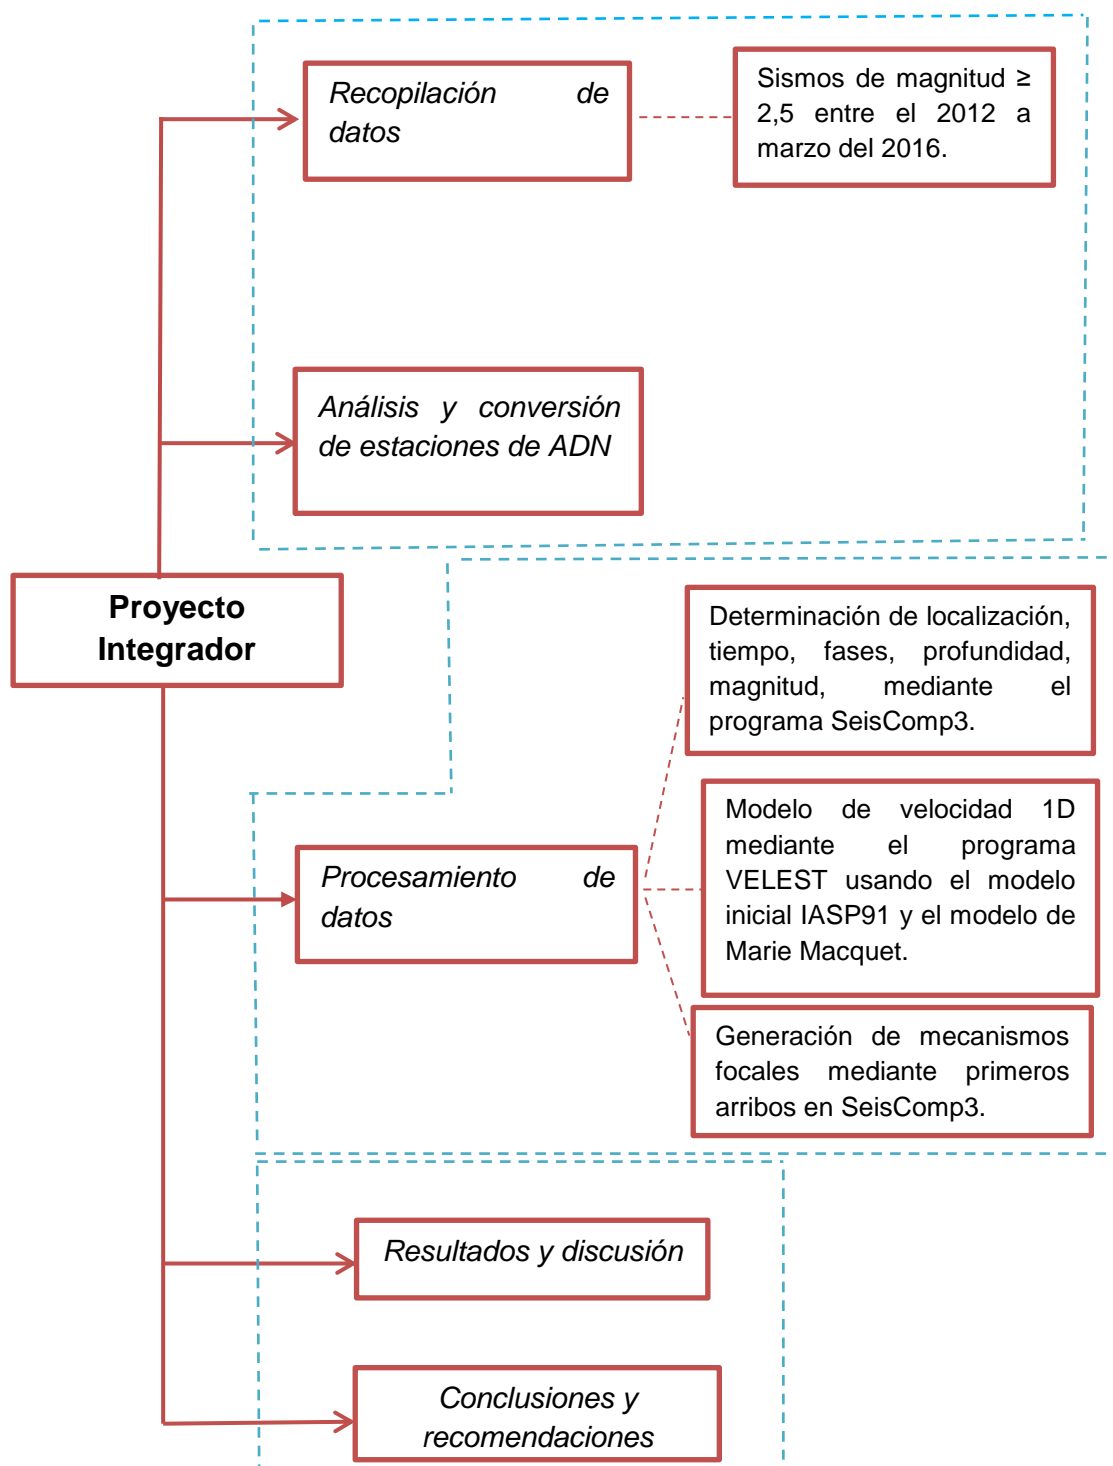 Recopilación de
datos
Sismos de magnitud ≥
2,5 entre el 2012 a
marzo del 2016.
Análisis y conversión
de estaciones de ADN
Proyecto
Integrador
Determinación de localización,
tiempo, fases, profundidad,
magnitud, mediante el
programa SeisComp3.
Modelo de velocidad 1D
mediante el programa
VELEST usando el modelo
inicial IASP91 y el modelo de
Marie Macquet.
Procesamiento de
datos
Generación de mecanismos
focales mediante primeros
arribos en SeisComp3.
Resultados y discusión
Conclusiones y
recomendaciones